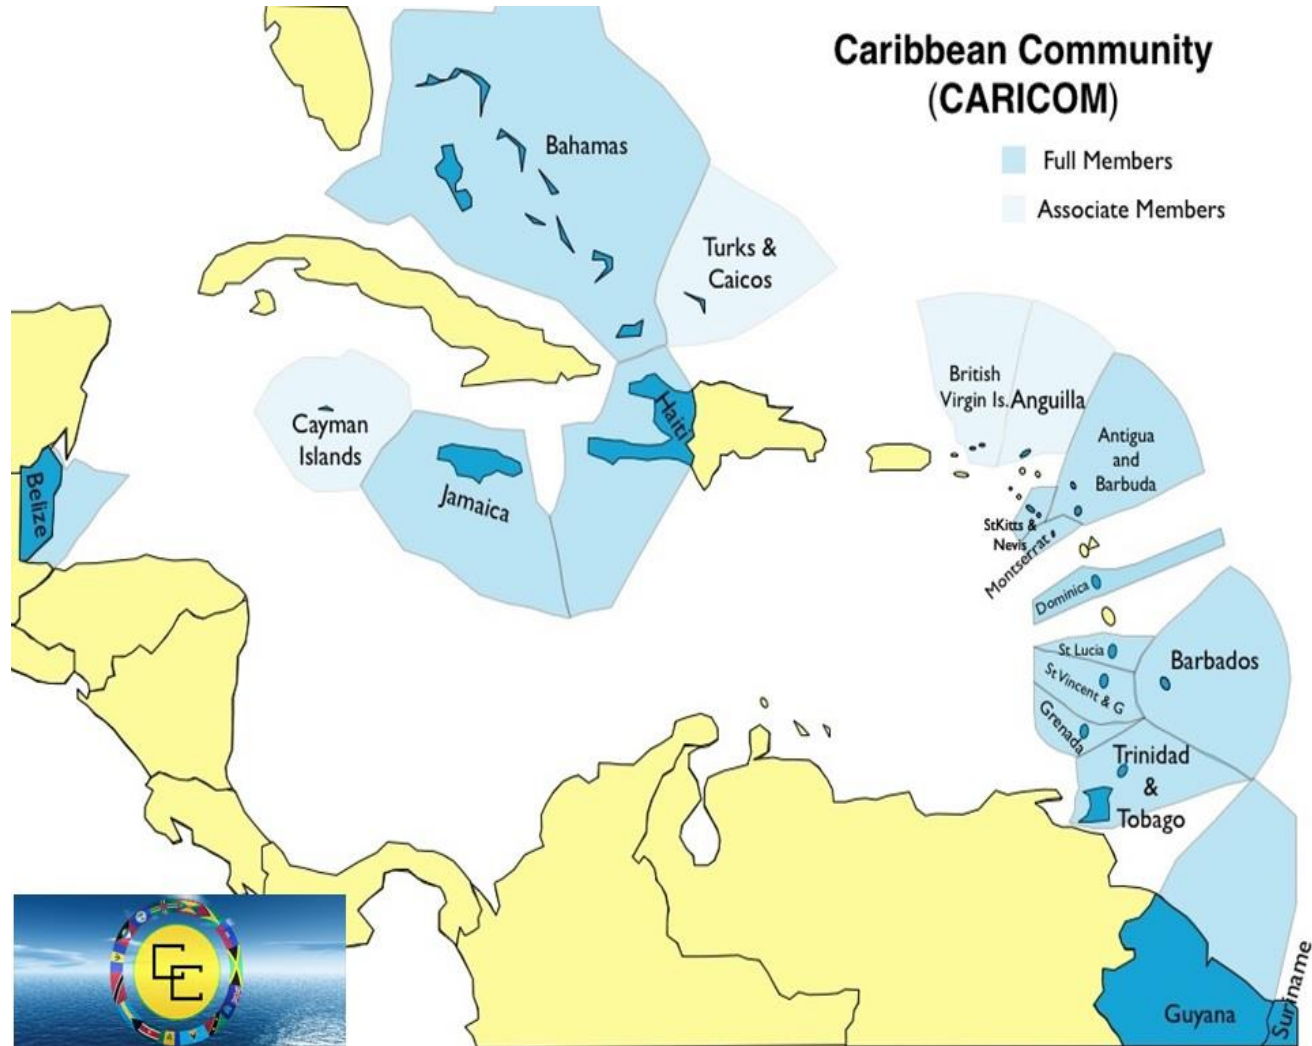 Caribbean Community
(CARICOM)
Full Members
Associate Members
Bahamas
Turks &
Caicos
British
Virgin Is.
Anguilla
Cayman
Islands
Haiti
Antigua
and
Barbuda
Jamaica
Belize
StKitts &
Nevis
Montserrat
Dominica
St Lucia
Barbados
St Vincent & G
Grenada
Trinidad
&
Tobago
CC
Guyana
Suriname